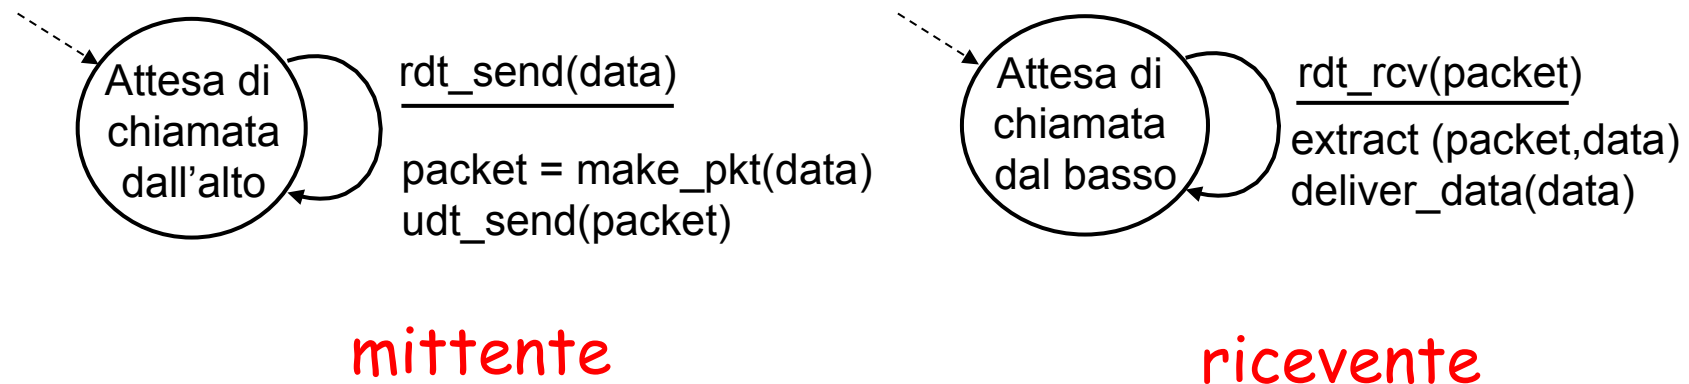 Attesa di
chiamata
dall'alto
rdt_send(data)
packet = make_pkt(data)
udt_send(packet)
mittente
Attesa di
chiamata
dal basso
rdt_rcv(packet)
extract (packet,data)
deliver_data(data)
ricevente